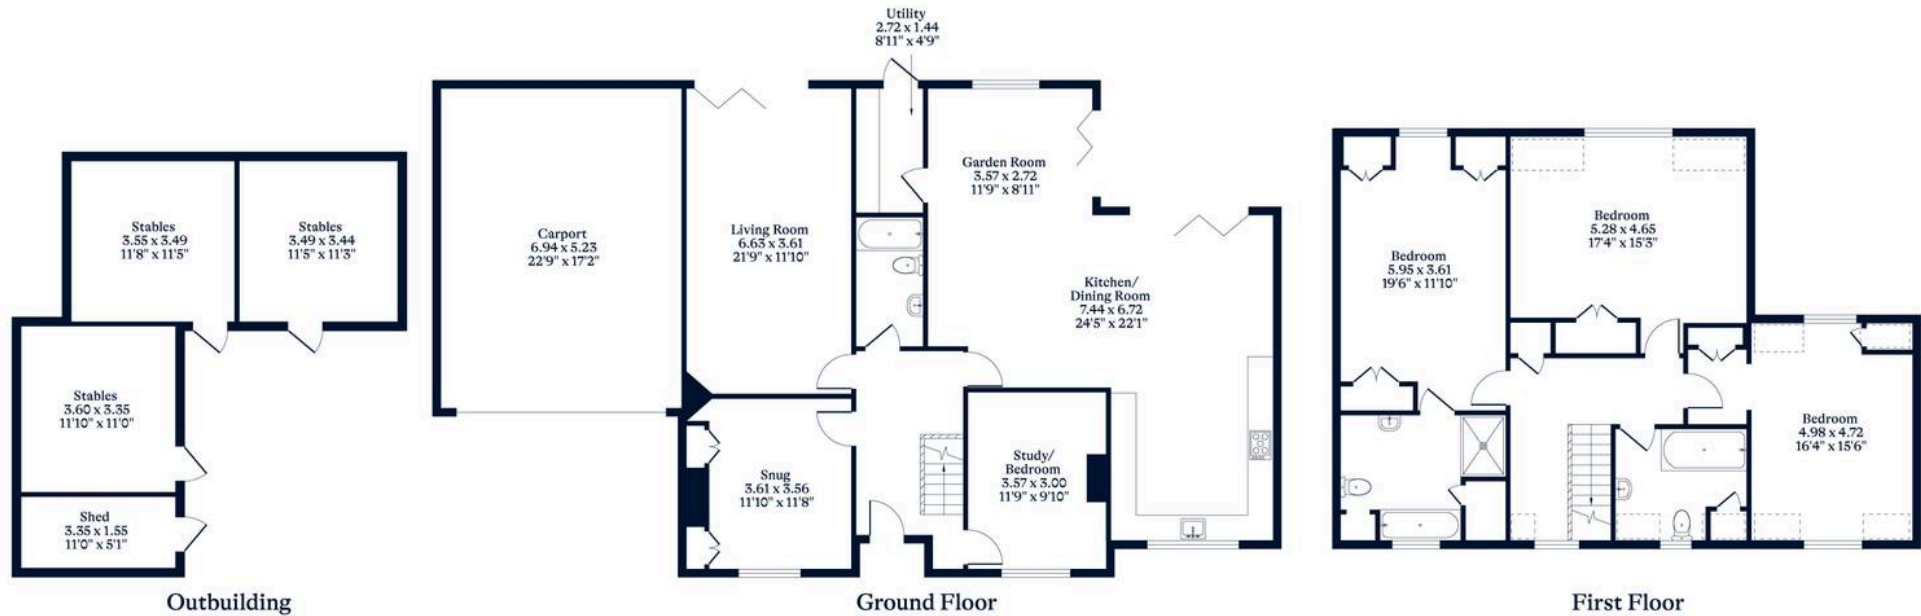 Stables
3.55 x 3.49
11'8" x 11'5"
Stables
3.49 x 3.44
11'5" x 11'3"
Stables
3.60 x 3.35
11'10" x 11'0"
Shed
3.35 x 1.55
11'0" x 5'1"
Outbuilding
Utility
2.72 x 1.44
8'11" x 4'9"
Carport
6.94 x 5.23
22'9" x 17'2"
Living Room
6.63 x 3.61
21'9" x 11'10"
Garden Room
3.57 x 2.72
11'9" x 8'11"
Kitchen/
Dining Room
7.44 x 6.72
24'5" x 22'1"
Snug
3.61 x 3.56
11'10" x 11'8"
Study/
Bedroom
3.57 x 3.00
11'9" x 9'10"
Ground Floor
Bedroom
5.95 x 3.61
19'6" x 11'10"
Bedroom
5.28 x 4.65
17'4" x 15'3"
Bedroom
4.98 x 4.72
16'4" x 15'6"
First Floor